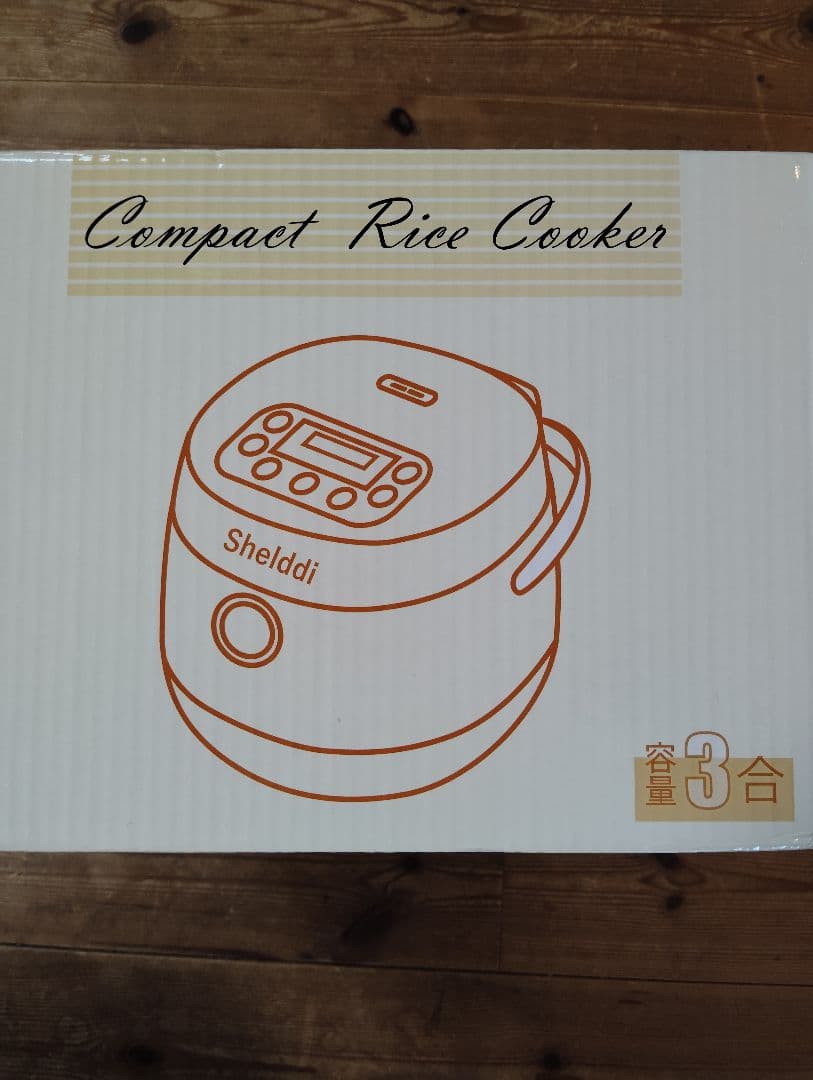 Compact Rice Cooker
Shelddi
容量3合